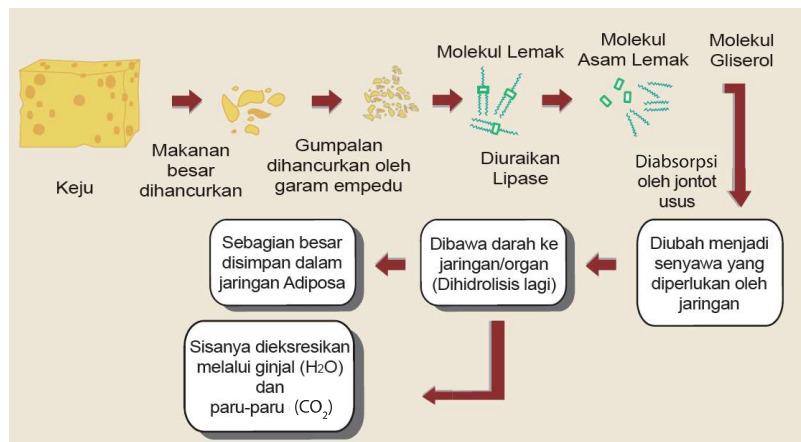 Keju
Makanan
besar
dihancurkan
Gumpalan
dihancurkan oleh
garam empedu
Molekul Lemak
Diuraikan
Lipase
Molekul
Asam Lemak
Molekul
Gliserol
Diabsorpsi
oleh jontot
usus
Diubah menjadi
senyawa yang
diperlukan oleh
jaringan
Dibawa darah ke
jaringan/organ
(Dihidrolisis lagi)
Sebagian besar
disimpan dalam
jaringan Adiposa
Sisanya dieksresikan
melalui ginjal (H₂O)
dan
paru-paru (CO₂)